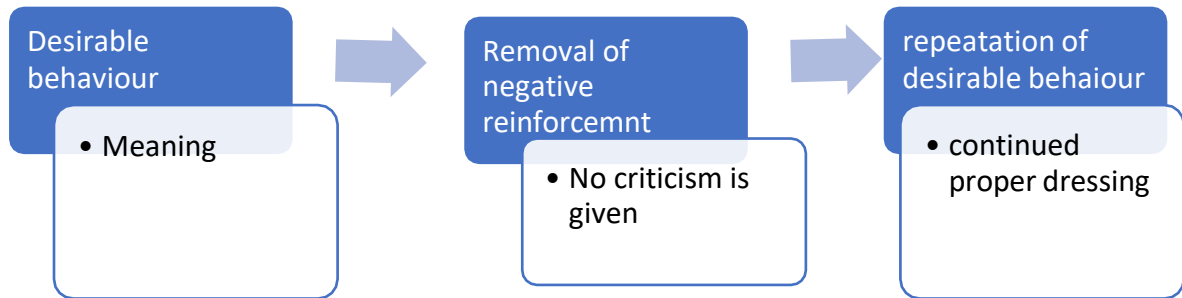 Desirable
behaviour
• Meaning
Removal of
negative
reinforcemnt
• No criticism is
given
repeatation of
desirable behaiour
• continued
proper dressing